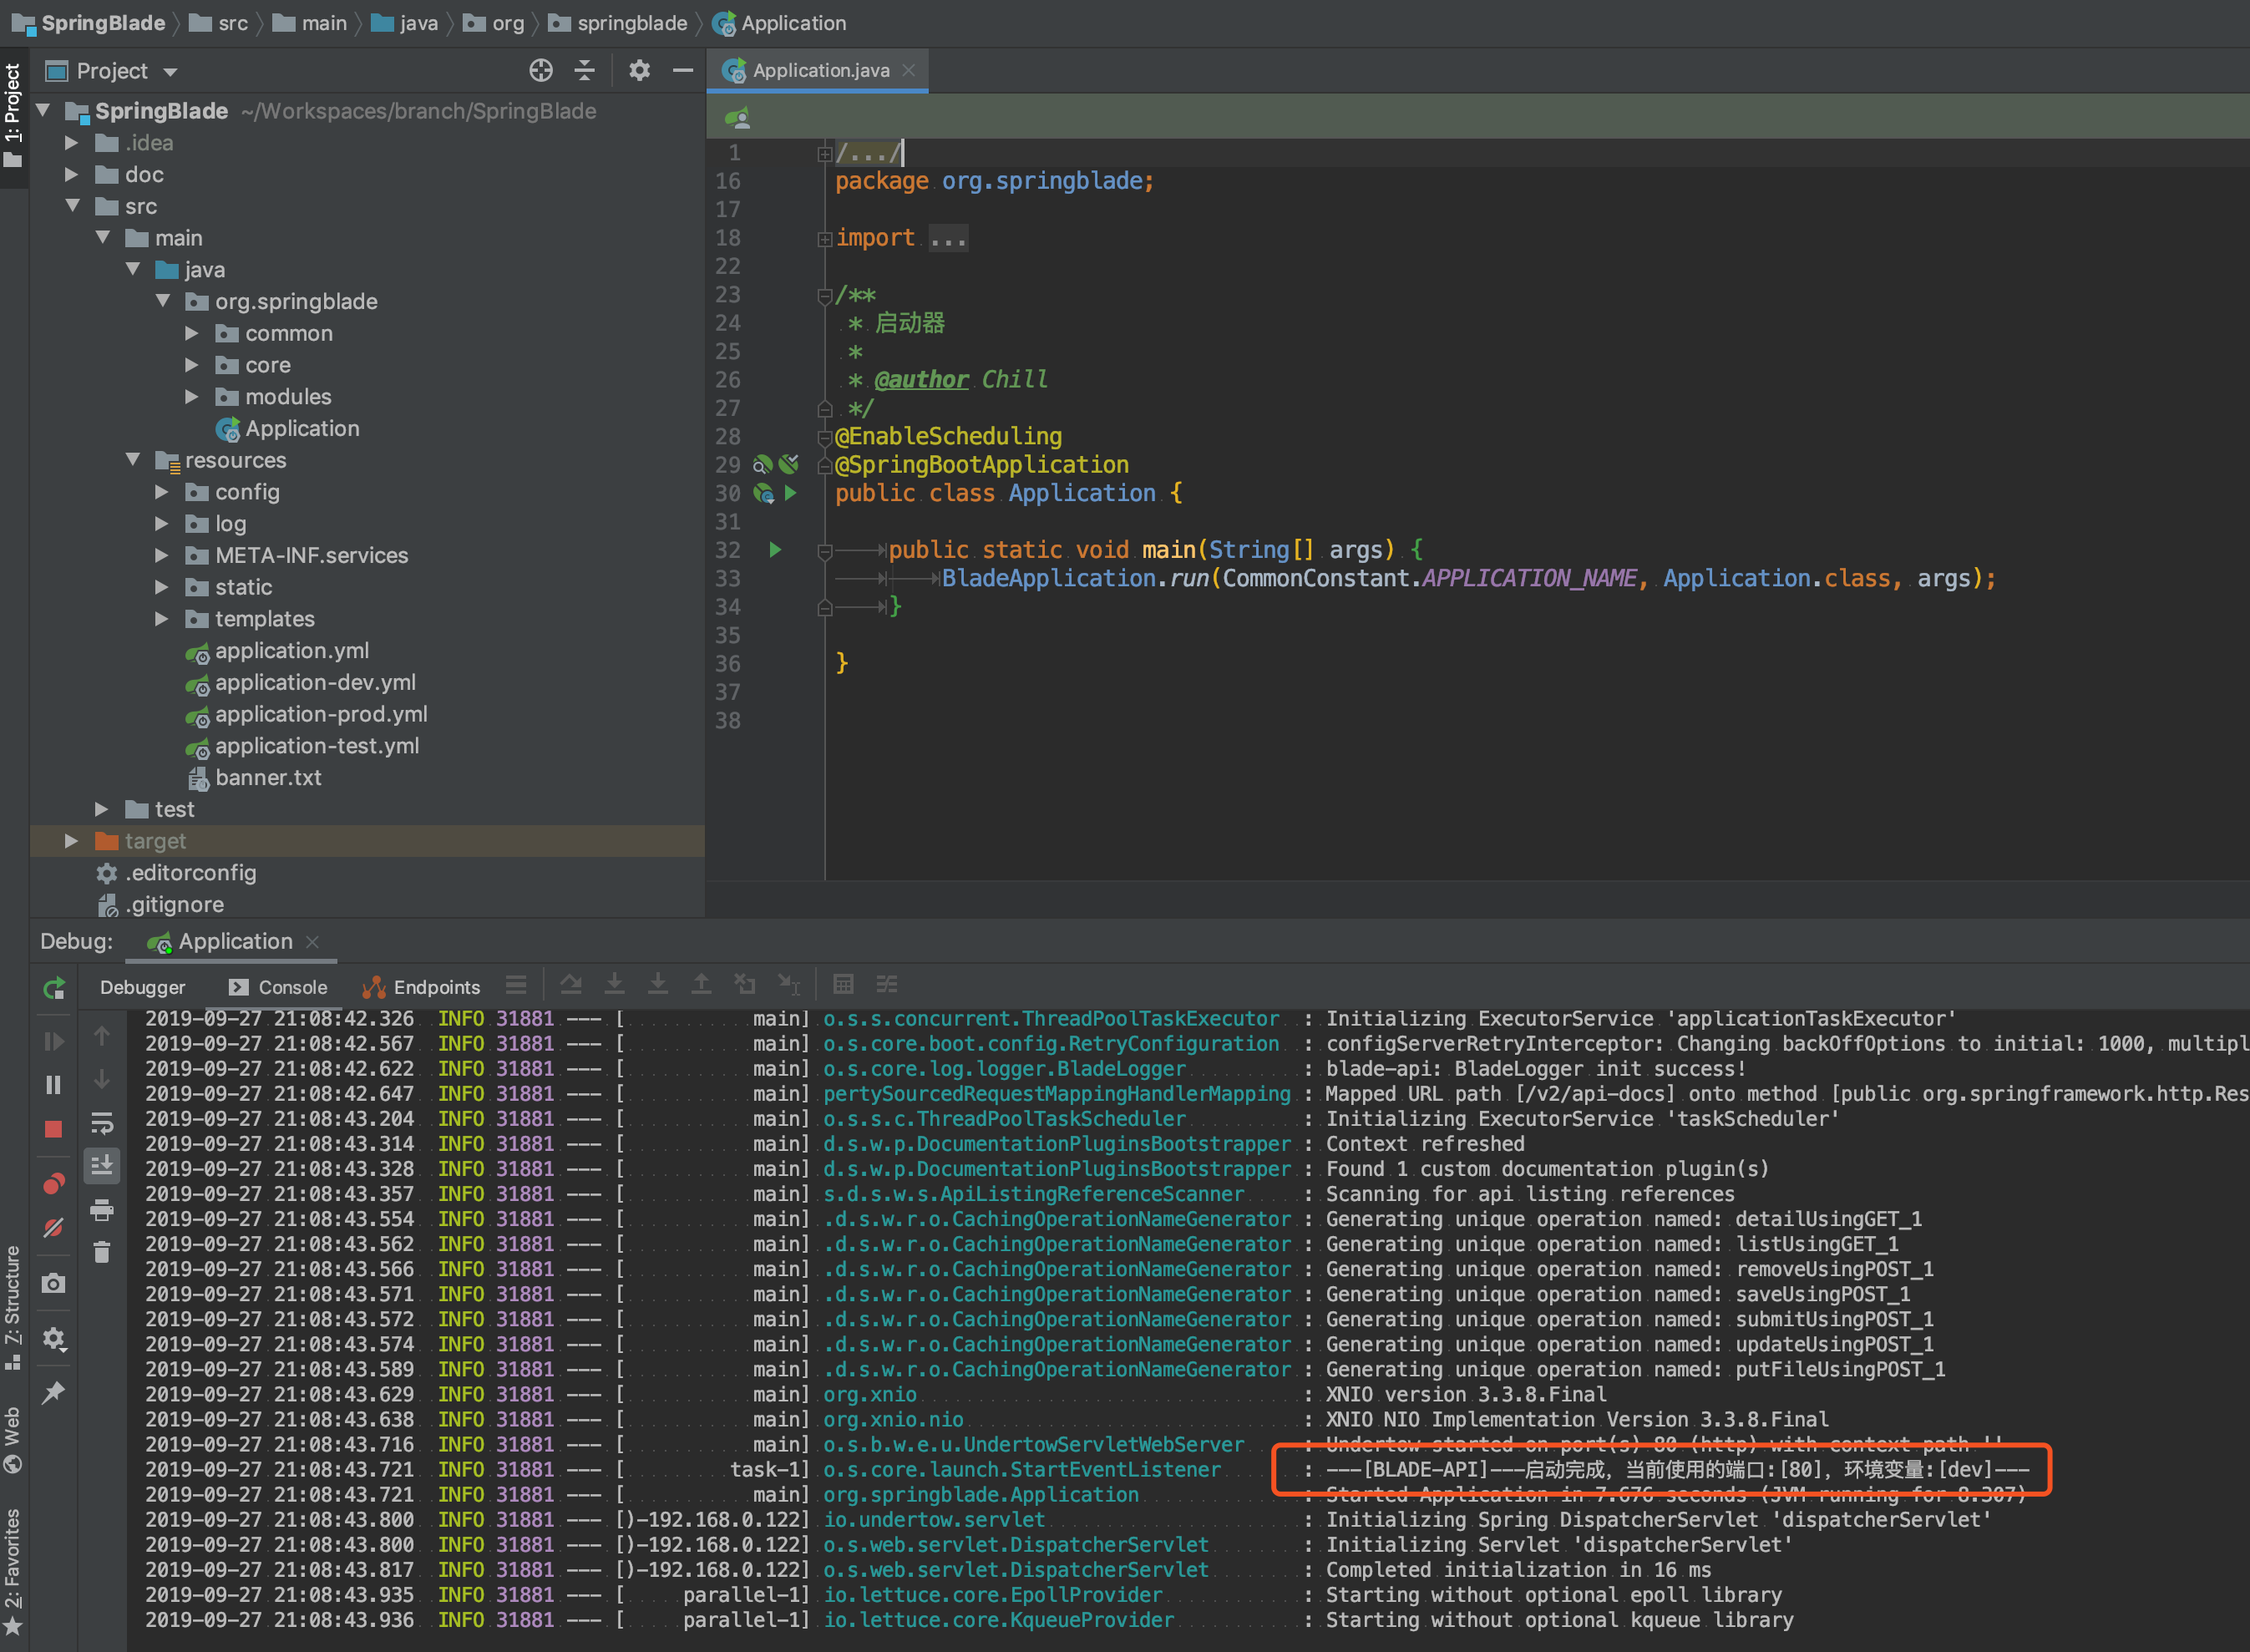 SpringBlade src main java org springblade Application
1: Project
Project
SpringBlade ~/Workspaces/branch/SpringBlade
.idea
doc
src
main
java
org.springblade
common
core
modules
Application
resources
config
log
META-INF.services
static
templates
application.yml
application-dev.yml
application-prod.yml
application-test.yml
banner.txt
test
target
.editorconfig
.gitignore
Application.java
1 /.../
16 package org.springblade;
17
18 import ...
22
23 /**
24 * 启动器
25 *
26 * @author Chill
27 */
28 @EnableScheduling
29 @SpringBootApplication
30 public class Application {
31
32 public static void main(String[] args) {
33 BladeApplication.run(CommonConstant.APPLICATION_NAME, Application.class, args);
34 }
35
36 }
37
38
Debug: Application
Debugger Console Endpoints
2019-09-27 21:08:42.326 INFO 31881 --- [ main] o.s.s.concurrent.ThreadPoolTaskExecutor : Initializing ExecutorService 'applicationTaskExecutor'
2019-09-27 21:08:42.567 INFO 31881 --- [ main] o.s.core.boot.config.RetryConfiguration : configServerRetryInterceptor: Changing backOffOptions to initial: 1000, multipl
2019-09-27 21:08:42.622 INFO 31881 --- [ main] o.s.core.log.logger.BladeLogger : blade-api: BladeLogger init success!
2019-09-27 21:08:42.647 INFO 31881 --- [ main] pertySourcedRequestMappingHandlerMapping : Mapped URL path [/v2/api-docs] onto method [public org.springframework.http.Res
2019-09-27 21:08:43.204 INFO 31881 --- [ main] o.s.s.c.ThreadPoolTaskScheduler : Initializing ExecutorService 'taskScheduler'
2019-09-27 21:08:43.314 INFO 31881 --- [ main] d.s.w.p.DocumentationPluginsBootstrapper : Context refreshed
2019-09-27 21:08:43.328 INFO 31881 --- [ main] d.s.w.p.DocumentationPluginsBootstrapper : Found 1 custom documentation plugin(s)
2019-09-27 21:08:43.357 INFO 31881 --- [ main] s.d.s.w.s.ApiListingReferenceScanner : Scanning for api listing references
2019-09-27 21:08:43.554 INFO 31881 --- [ main] .d.s.w.r.o.CachingOperationNameGenerator : Generating unique operation named: detailUsingGET_1
2019-09-27 21:08:43.562 INFO 31881 --- [ main] .d.s.w.r.o.CachingOperationNameGenerator : Generating unique operation named: listUsingGET_1
2019-09-27 21:08:43.566 INFO 31881 --- [ main] .d.s.w.r.o.CachingOperationNameGenerator : Generating unique operation named: removeUsingPOST_1
2019-09-27 21:08:43.571 INFO 31881 --- [ main] .d.s.w.r.o.CachingOperationNameGenerator : Generating unique operation named: saveUsingPOST_1
2019-09-27 21:08:43.572 INFO 31881 --- [ main] .d.s.w.r.o.CachingOperationNameGenerator : Generating unique operation named: submitUsingPOST_1
2019-09-27 21:08:43.574 INFO 31881 --- [ main] .d.s.w.r.o.CachingOperationNameGenerator : Generating unique operation named: updateUsingPOST_1
2019-09-27 21:08:43.589 INFO 31881 --- [ main] .d.s.w.r.o.CachingOperationNameGenerator : Generating unique operation named: putFileUsingPOST_1
2019-09-27 21:08:43.629 INFO 31881 --- [ main] org.xnio : XNIO version 3.3.8.Final
2019-09-27 21:08:43.638 INFO 31881 --- [ main] org.xnio.nio : XNIO NIO Implementation Version 3.3.8.Final
2019-09-27 21:08:43.716 INFO 31881 --- [ main] o.s.b.w.e.u.UndertowServletWebServer : Undertow started on port(s) 80 (http) with context path ''
2019-09-27 21:08:43.721 INFO 31881 --- [ task-1] o.s.core.launch.StartEventListener : ---[BLADE-API]---启动完成，当前使用的端口:[80]，环境变量:[dev]---
2019-09-27 21:08:43.721 INFO 31881 --- [ main] org.springblade.Application : Started Application in 7.676 seconds (JVM running for 8.307)
2019-09-27 21:08:43.800 INFO 31881 --- [)-192.168.0.122] io.undertow.servlet : Initializing Spring DispatcherServlet 'dispatcherServlet'
2019-09-27 21:08:43.800 INFO 31881 --- [)-192.168.0.122] o.s.web.servlet.DispatcherServlet : Initializing Servlet 'dispatcherServlet'
2019-09-27 21:08:43.817 INFO 31881 --- [)-192.168.0.122] o.s.web.servlet.DispatcherServlet : Completed initialization in 16 ms
2019-09-27 21:08:43.935 INFO 31881 --- [ parallel-1] io.lettuce.core.EpollProvider : Starting without optional epoll library
2019-09-27 21:08:43.936 INFO 31881 --- [ parallel-1] io.lettuce.core.KqueueProvider : Starting without optional kqueue library
Z: Structure
Web
2: Favorites